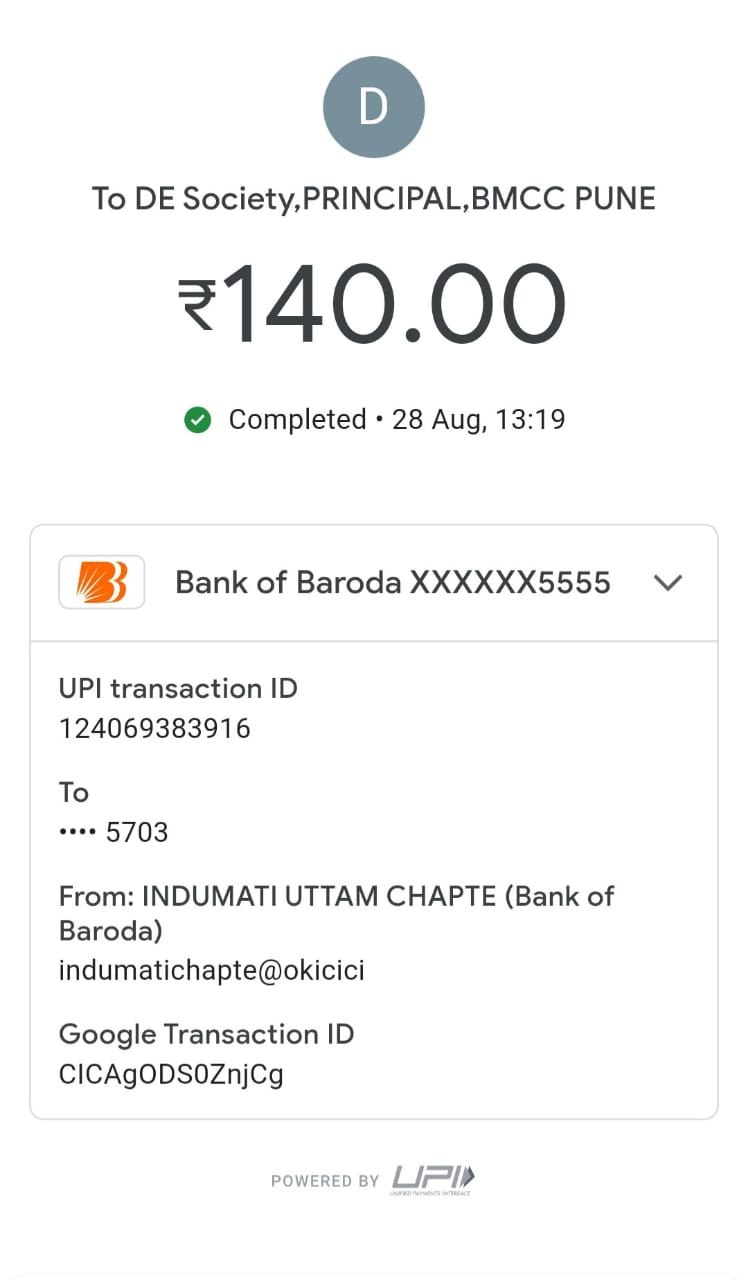 D
To DE Society,PRINCIPAL,BMCC PUNE
₹140.00
Completed • 28 Aug, 13:19
Bank of Baroda XXXXXX5555
UPI transaction ID
124069383916
To
•••• 5703
From: INDUMATI UTTAM CHAPTE (Bank of
Baroda)
indumatichapte@okicici
Google Transaction ID
CICAgODS0ZnjCg
POWERED BY UPI
UNIFIED PAYMENTS INTERFACE